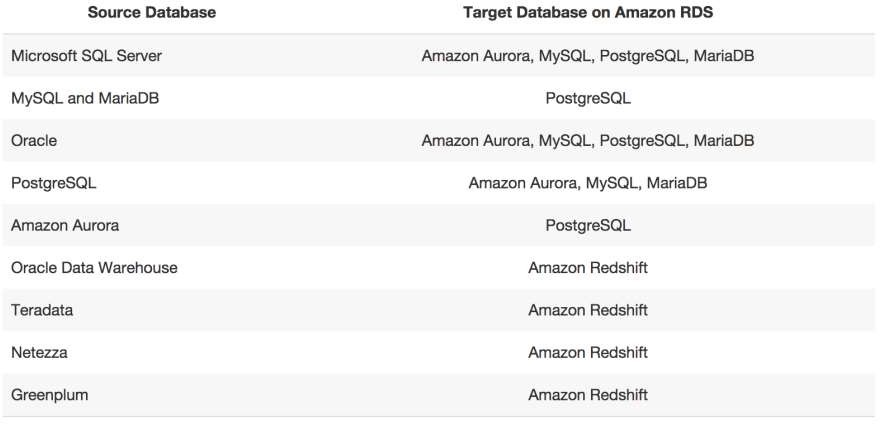 Source Database Target Database on Amazon RDS
Microsoft SQL Server Amazon Aurora, MySQL, PostgreSQL, MariaDB
MySQL and MariaDB PostgreSQL
Oracle Amazon Aurora, MySQL, PostgreSQL, MariaDB
PostgreSQL Amazon Aurora, MySQL, MariaDB
Amazon Aurora PostgreSQL
Oracle Data Warehouse Amazon Redshift
Teradata Amazon Redshift
Netezza Amazon Redshift
Greenplum Amazon Redshift